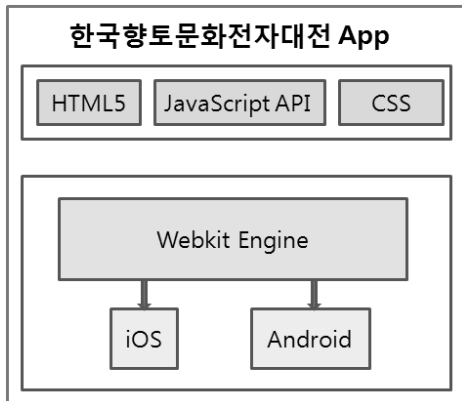 한국향토문화전자대전 App
HTML5 JavaScript API CSS
Webkit Engine
iOS Android